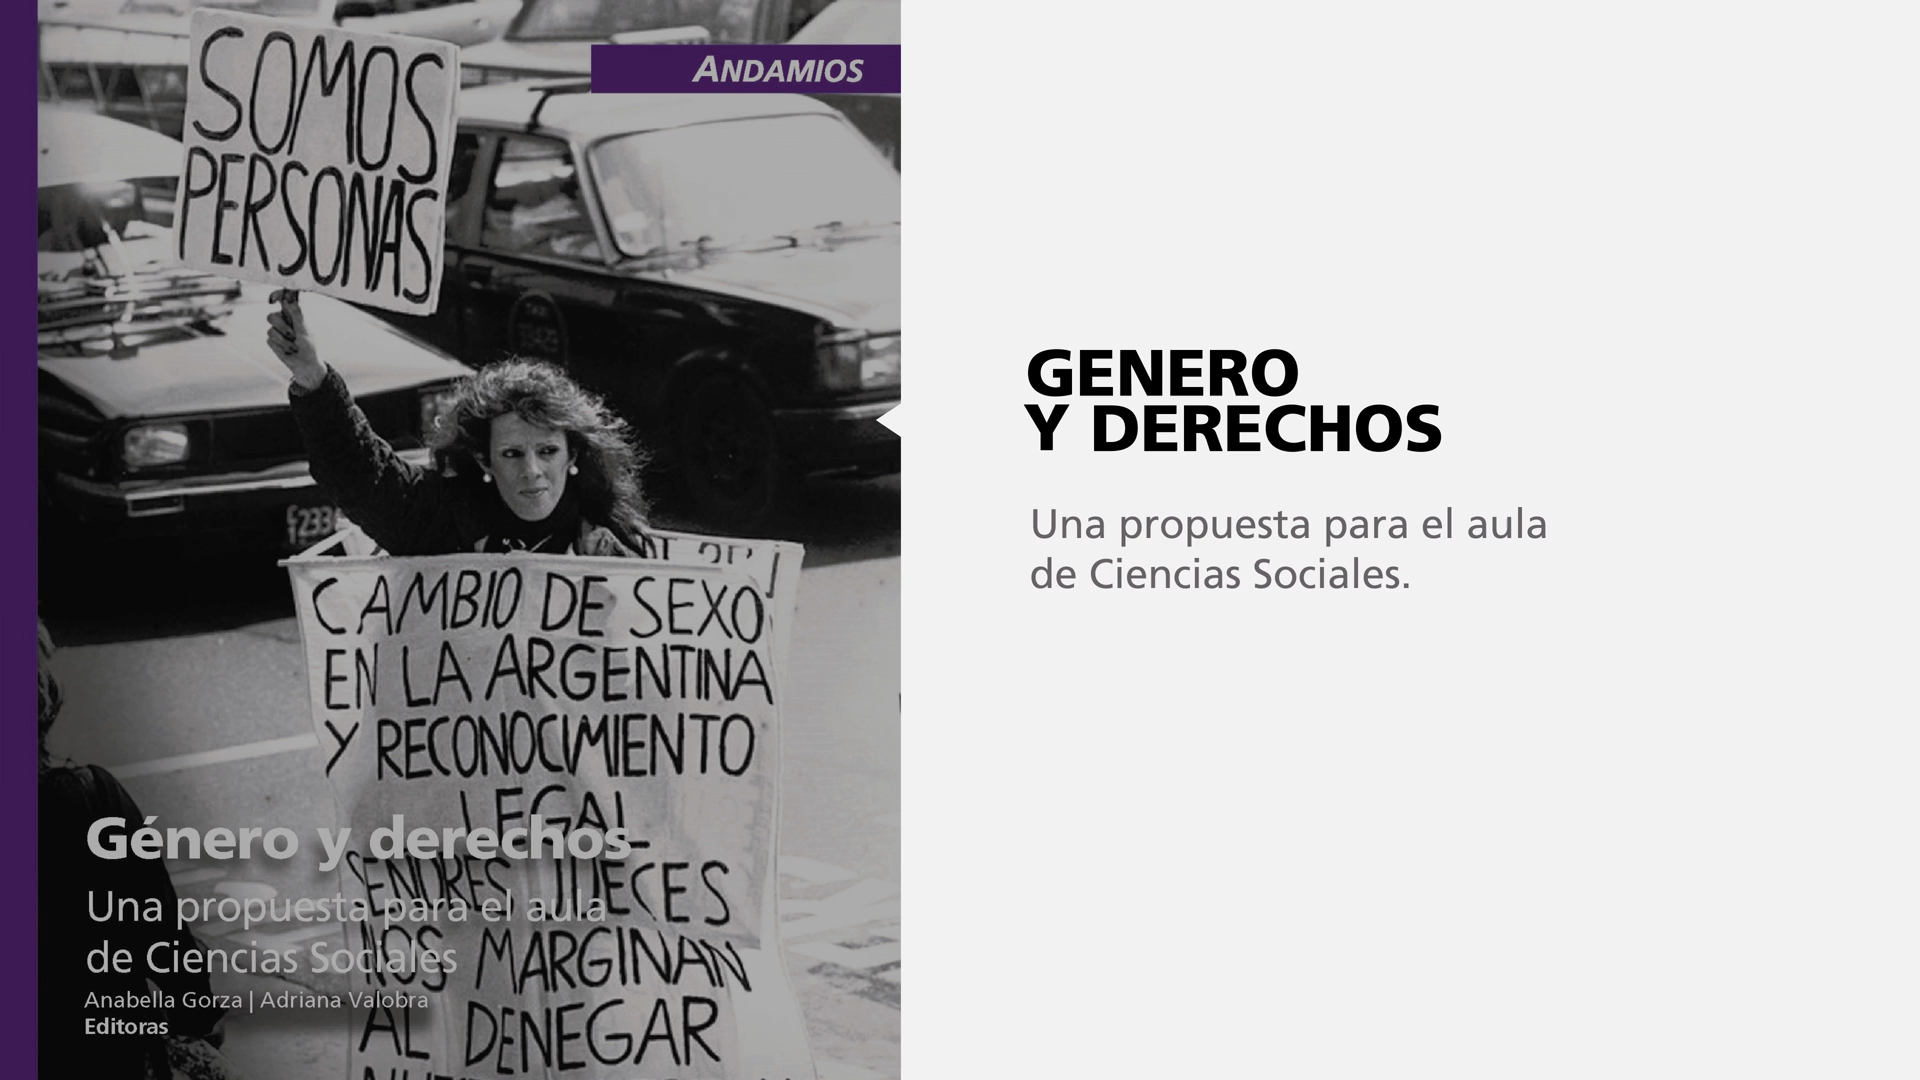 SOMOS
PERSONAS
ANDAMIOS
CAMBIO DE SEXO
EN LA ARGENTINA
Y RECONOCIMIENTO
LEGAL
SEÑORES JUECES
NOS MARGINAN
AL DENEGAR
Género y derechos
Una propuesta para el aula
de Ciencias Sociales
Anabella Gorza | Adriana Valobra
Editoras
GENERO
Y DERECHOS
Una propuesta para el aula
de Ciencias Sociales.